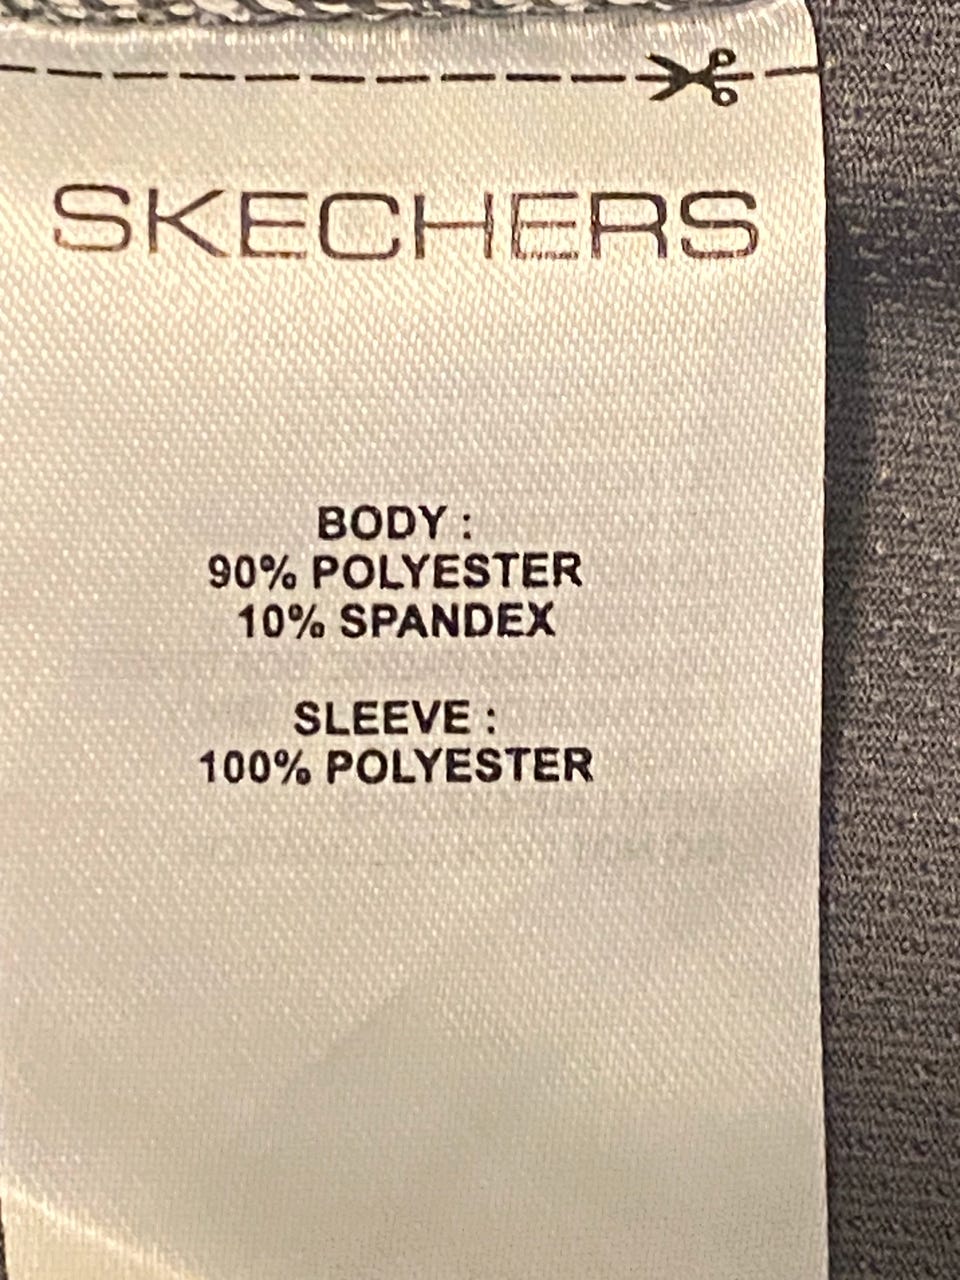 SKECHERS
BODY :
90% POLYESTER
10% SPANDEX
SLEEVE :
100% POLYESTER